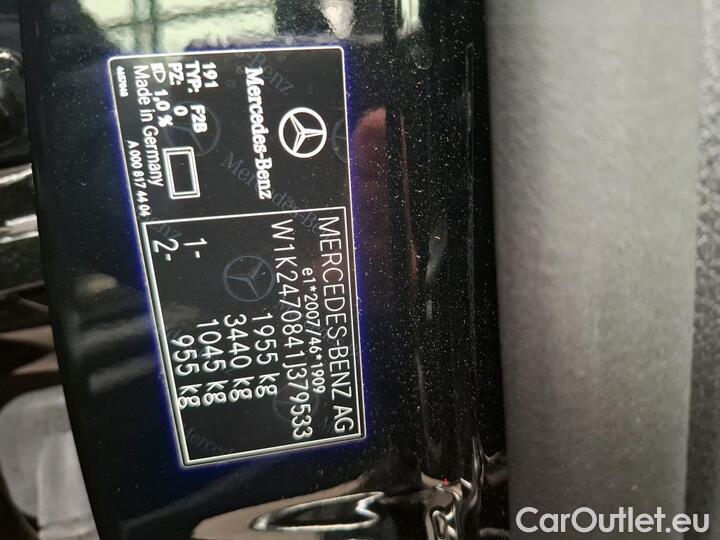 Mercedes-Benz
191
TYP: F2B
PZ: 0
1,0 %
Made in Germany
4467048
A 000 817 44 04
MERCEDES-BENZ AG
e1*2007/46*1909
W1K2470841J379533
1955 kg
3440 kg
1- 1045 kg
2- 955 kg
CarOutlet.eu